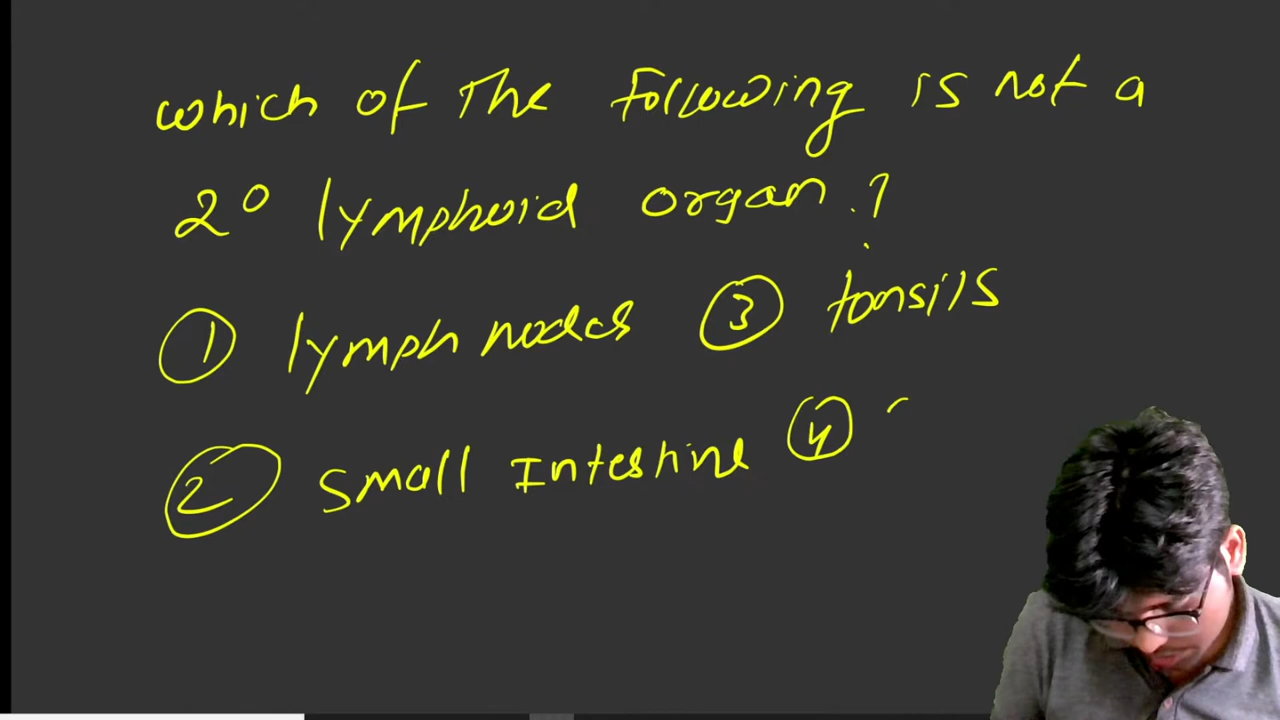 which of the following is not a
2° lymphoid organ.?
① lymph nodes ③ tonsils
② Small Intestine ④